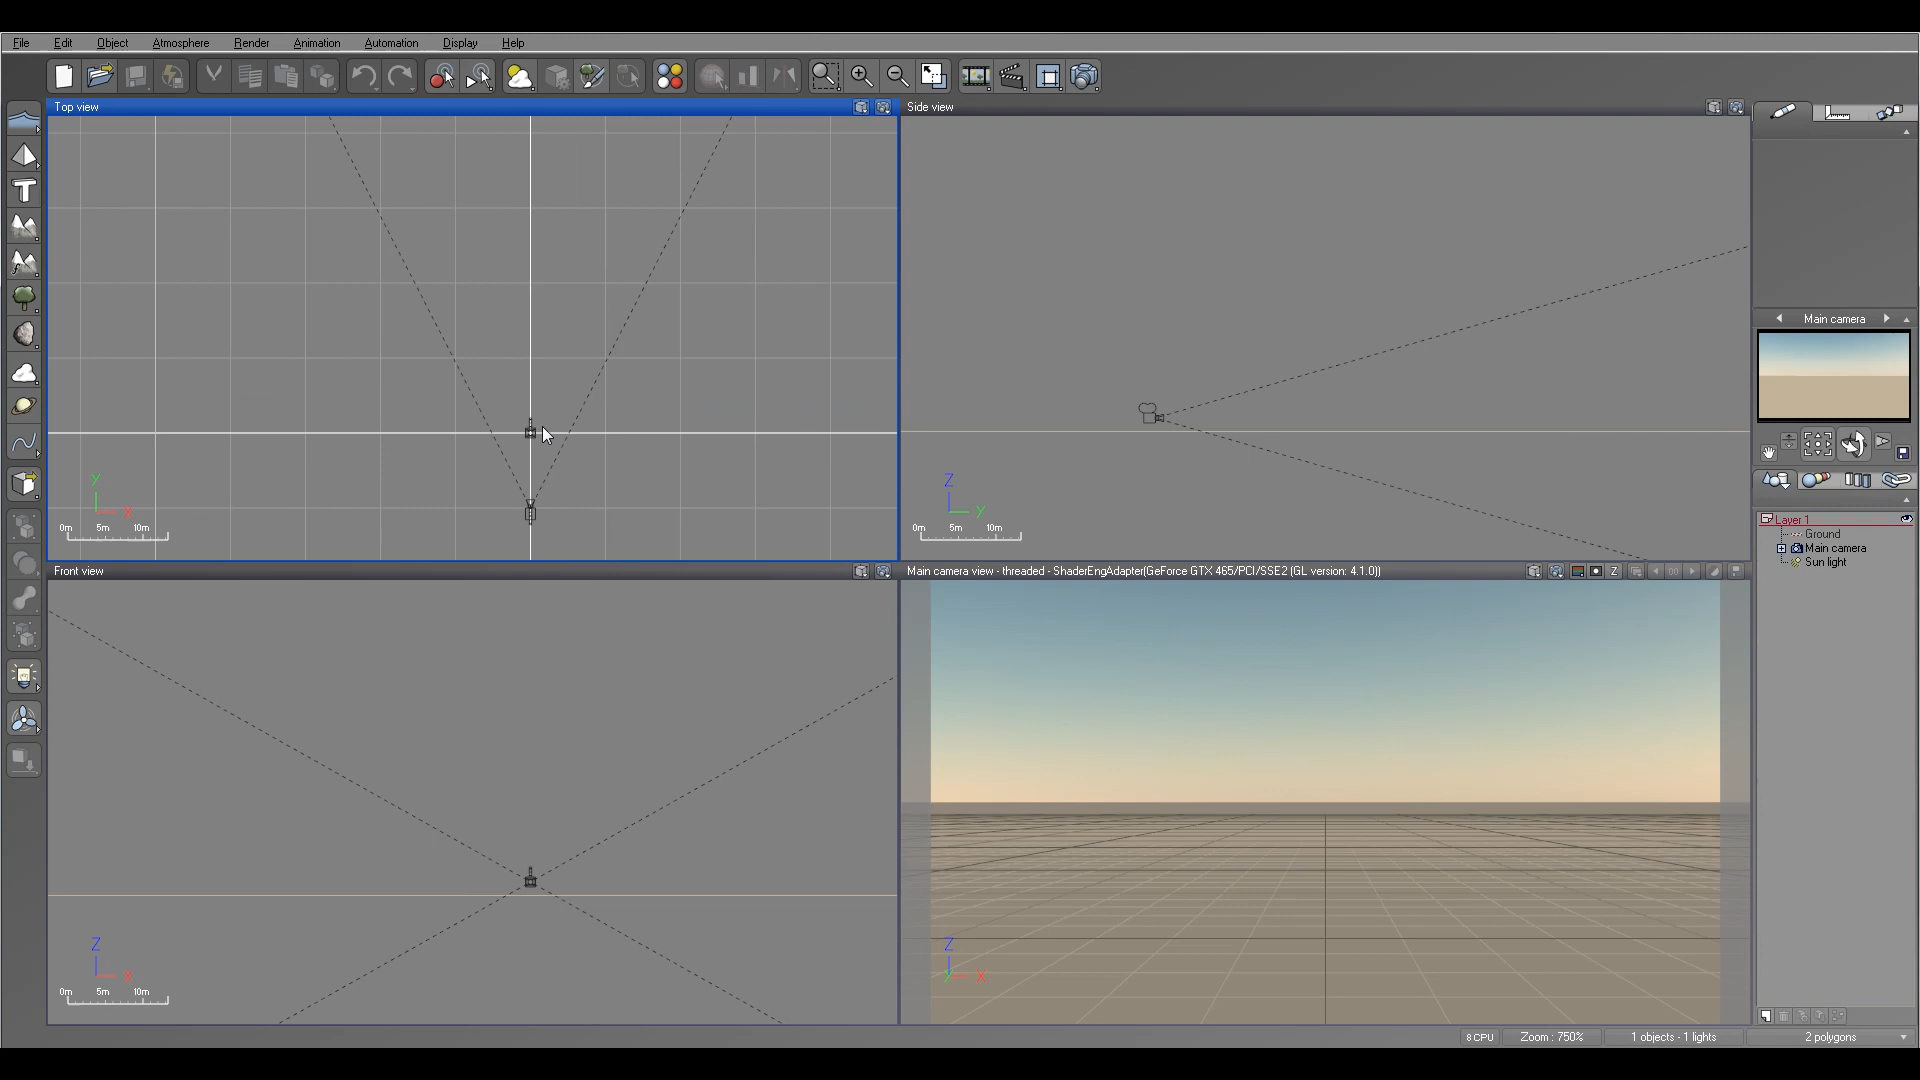 File Edit Object Atmosphere Render Animation Automation Display Help
Top view
Y
X
0m 5m 10m
Side view
Z
Y
0m 5m 10m
Front view
Z
X
0m 5m 10m
Main camera view - threaded - ShaderEngAdapter(GeForce GTX 465/PCI/SSE2 (GL version: 4.1.0))
Z
Z
Y X
Main camera
Layer 1
Ground
Main camera
Sun light
8 CPU Zoom : 750% 1 objects - 1 lights 2 polygons